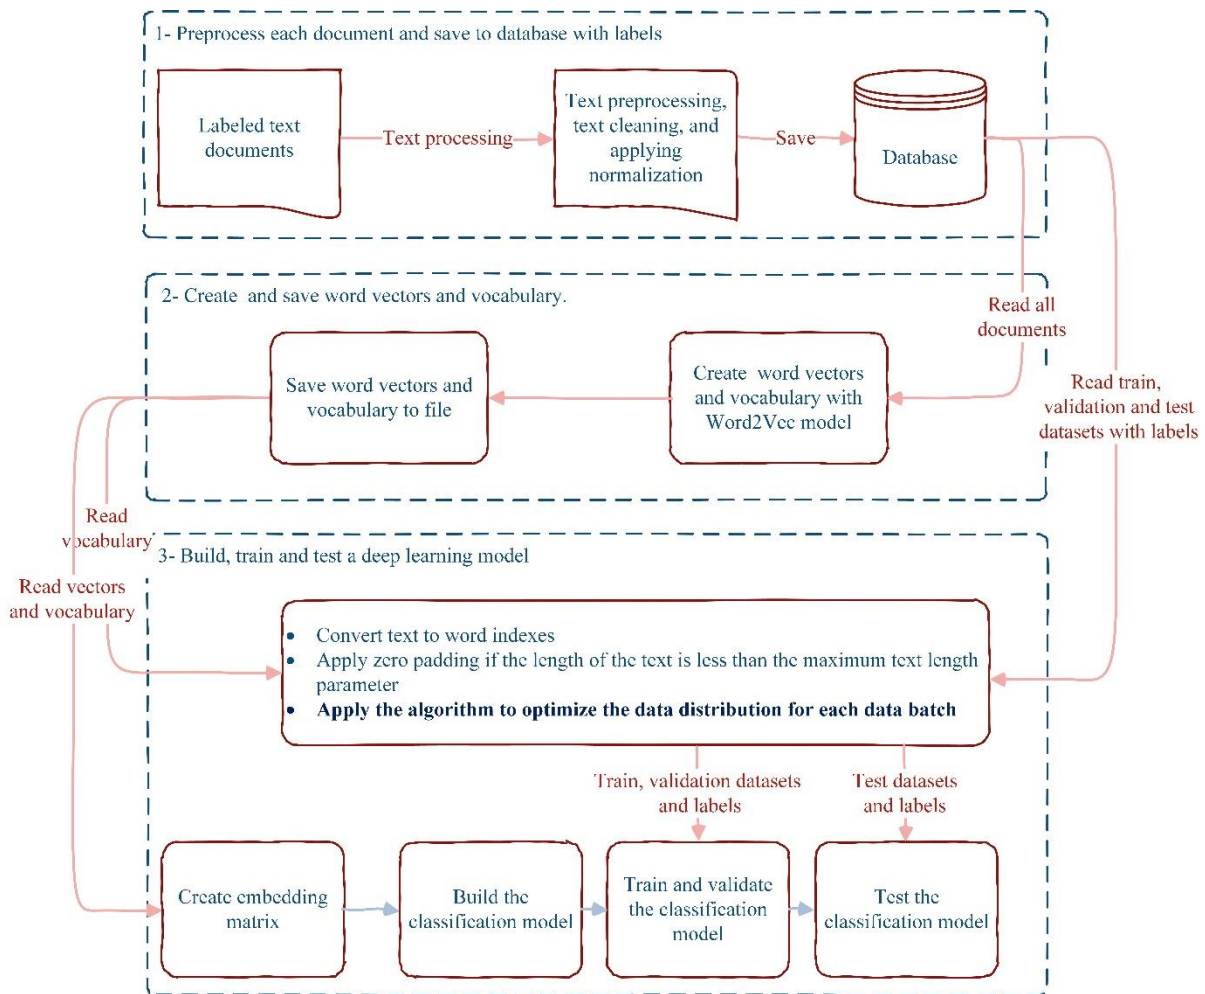 1- Preprocess each document and save to database with labels
Labeled text
documents
Text processing
Text preprocessing,
text cleaning, and
applying
normalization
Save
Database
2- Create and save word vectors and vocabulary.
Read all
documents
Save word vectors and
vocabulary to file
Create word vectors
and vocabulary with
Word2Vec model
Read train,
validation and test
datasets with labels
Read
vocabulary
Read vectors
and vocabulary
3- Build, train and test a deep learning model
• Convert text to word indexes
• Apply zero padding if the length of the text is less than the maximum text length
parameter
• Apply the algorithm to optimize the data distribution for each data batch
Train, validation datasets
and labels
Test datasets
and labels
Create embedding
matrix
Build the
classification model
Train and validate
the classification
model
Test the
classification model